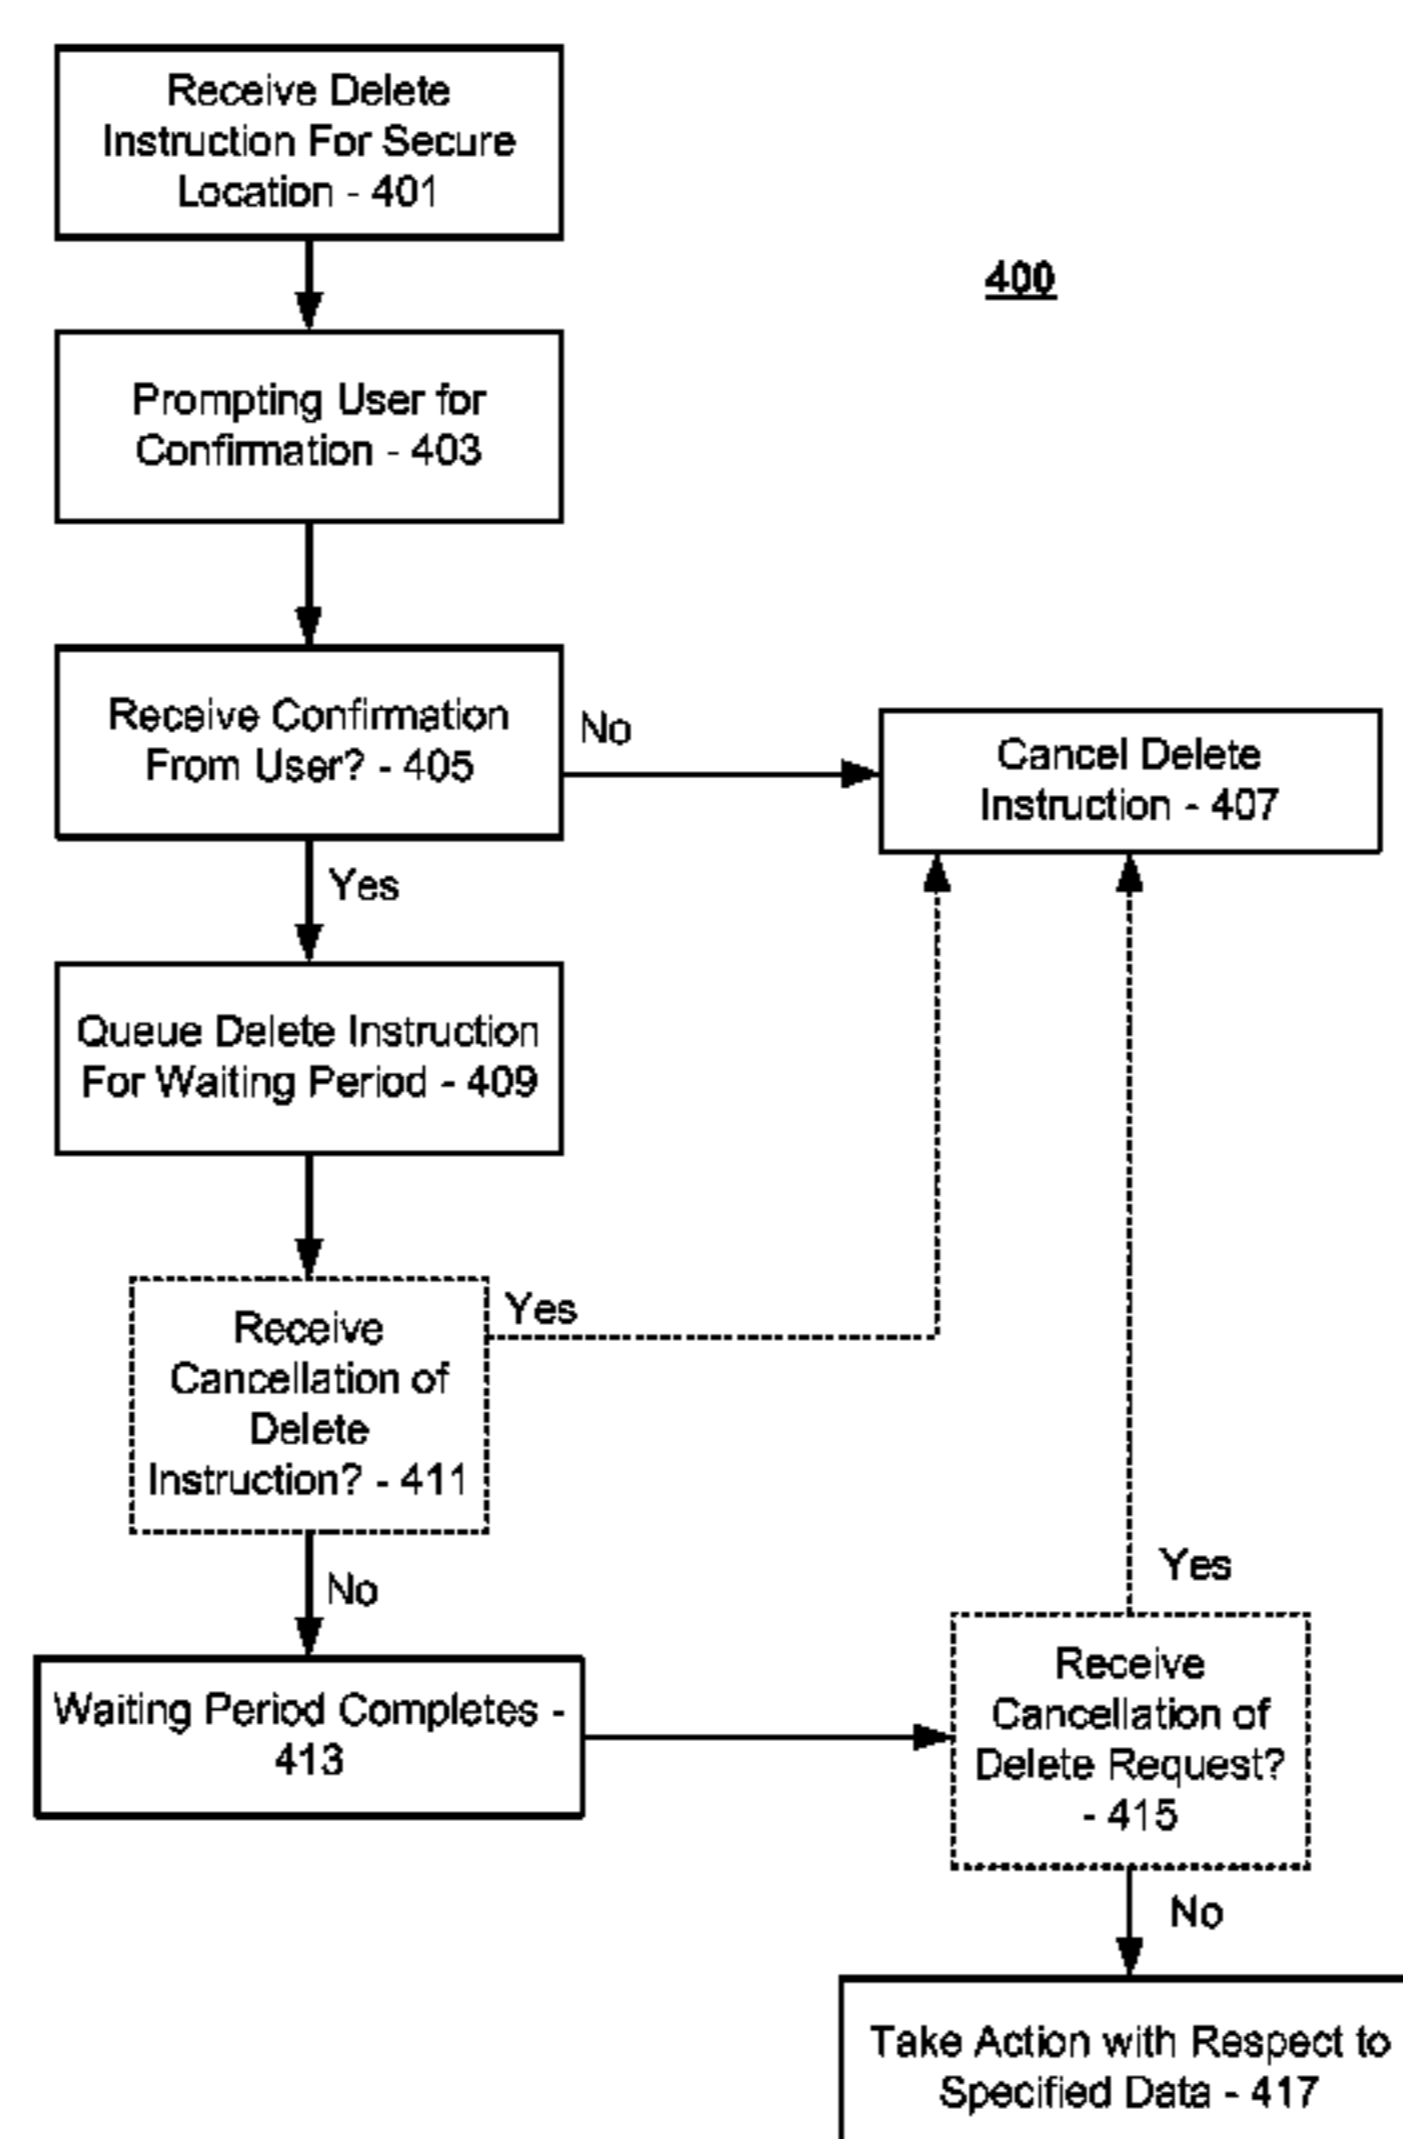 Receive Delete
Instruction For Secure
Location - 401
400
Prompting User for
Confirmation - 403
Receive Confirmation
From User? - 405
No
Cancel Delete
Instruction - 407
Yes
Queue Delete Instruction
For Waiting Period - 409
Receive
Cancellation of
Delete
Instruction? - 411
Yes
No
Waiting Period Completes -
413
Yes
Receive
Cancellation of
Delete Request?
- 415
No
Take Action with Respect to
Specified Data - 417